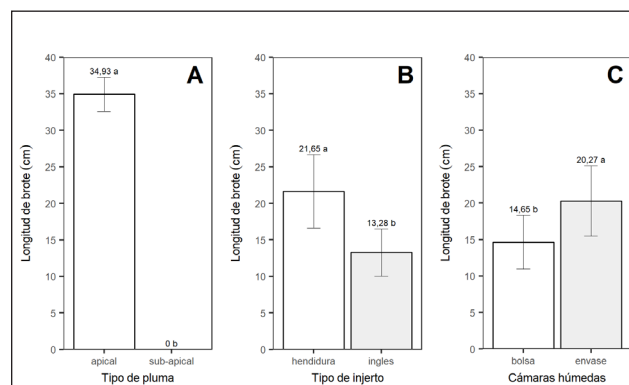 A
Longitud de brote (cm)
40
35
30
25
20
15
10
5
0
34,93 a
0 b
apical
sub-apical
Tipo de pluma
B
Longitud de brote (cm)
40
35
30
25
20
15
10
5
0
21,65 a
13,28 b
hendidura
ingles
Tipo de injerto
C
Longitud de brote (cm)
40
35
30
25
20
15
10
5
0
14,65 b
20,27 a
bolsa
envase
Cámaras húmedas